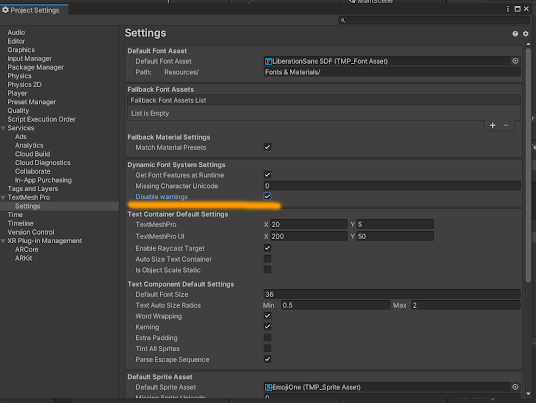 MainScene
Project Settings
Audio
Editor
Graphics
Input Manager
Package Manager
Physics
Physics 2D
Player
Preset Manager
Quality
Script Execution Order
Services
Ads
Analytics
Cloud Build
Cloud Diagnostics
Collaborate
In-App Purchasing
Tags and Layers
TextMesh Pro
Settings
Time
Timeline
Version Control
XR Plug-in Management
ARCore
ARKit
Settings
Default Font Asset
Default Font Asset LiberationSans SDF (TMP_Font Asset)
Path: Resources/ Fonts & Materials/
Fallback Font Assets
Fallback Font Assets List
List is Empty
Fallback Material Settings
Match Material Presets
Dynamic Font System Settings
Get Font Features at Runtime
Missing Character Unicode 0
Disable warnings
Text Container Default Settings
TextMeshPro X 20 Y 5
TextMeshPro UI X 200 Y 50
Enable Raycast Target
Auto Size Text Container
Is Object Scale Static
Text Component Default Settings
Default Font Size 36
Text Auto Size Ratios Min 0.5 Max 2
Word Wrapping
Kerning
Extra Padding
Tint All Sprites
Parse Escape Sequence
Default Sprite Asset
Default Sprite Asset EmojiOne (TMP_Sprite Asset)
Missing Sprite Unicode 0